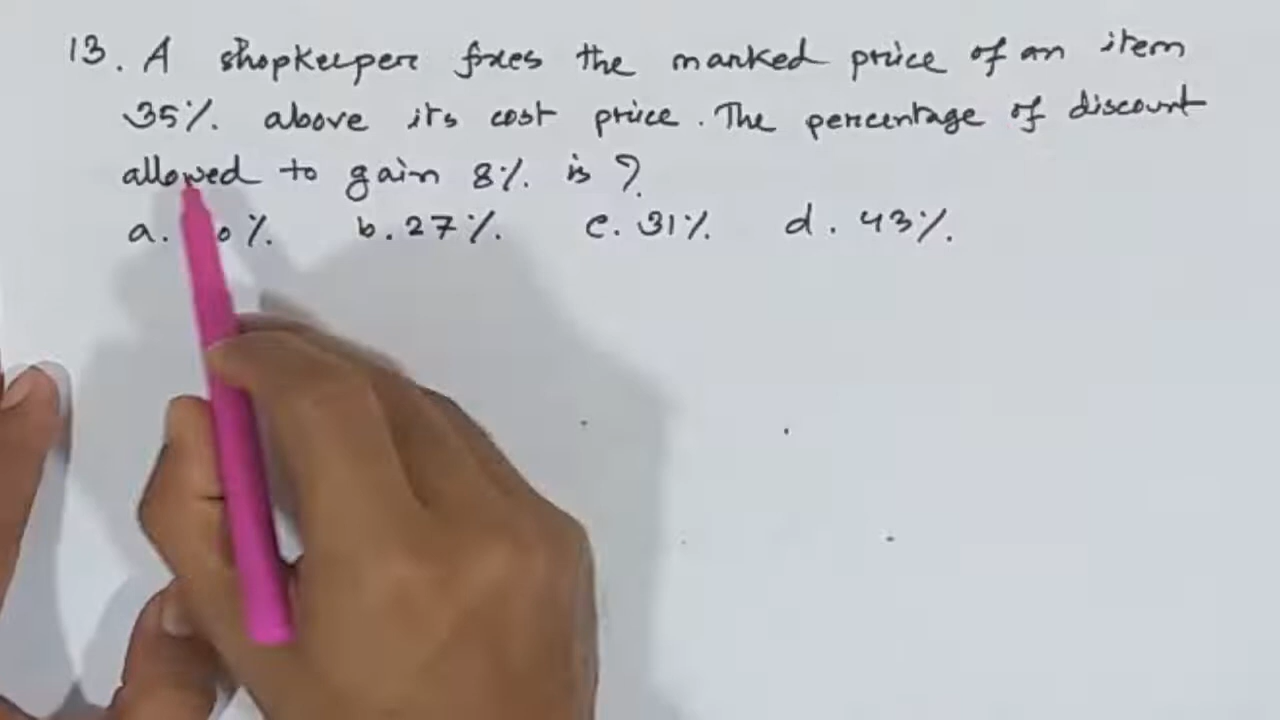 13. A shopkeeper fixes the marked price of an item
35% above its cost price. The percentage of discount
allowed to gain 8% is ?
a. 0% b. 27% c. 31% d. 43%.